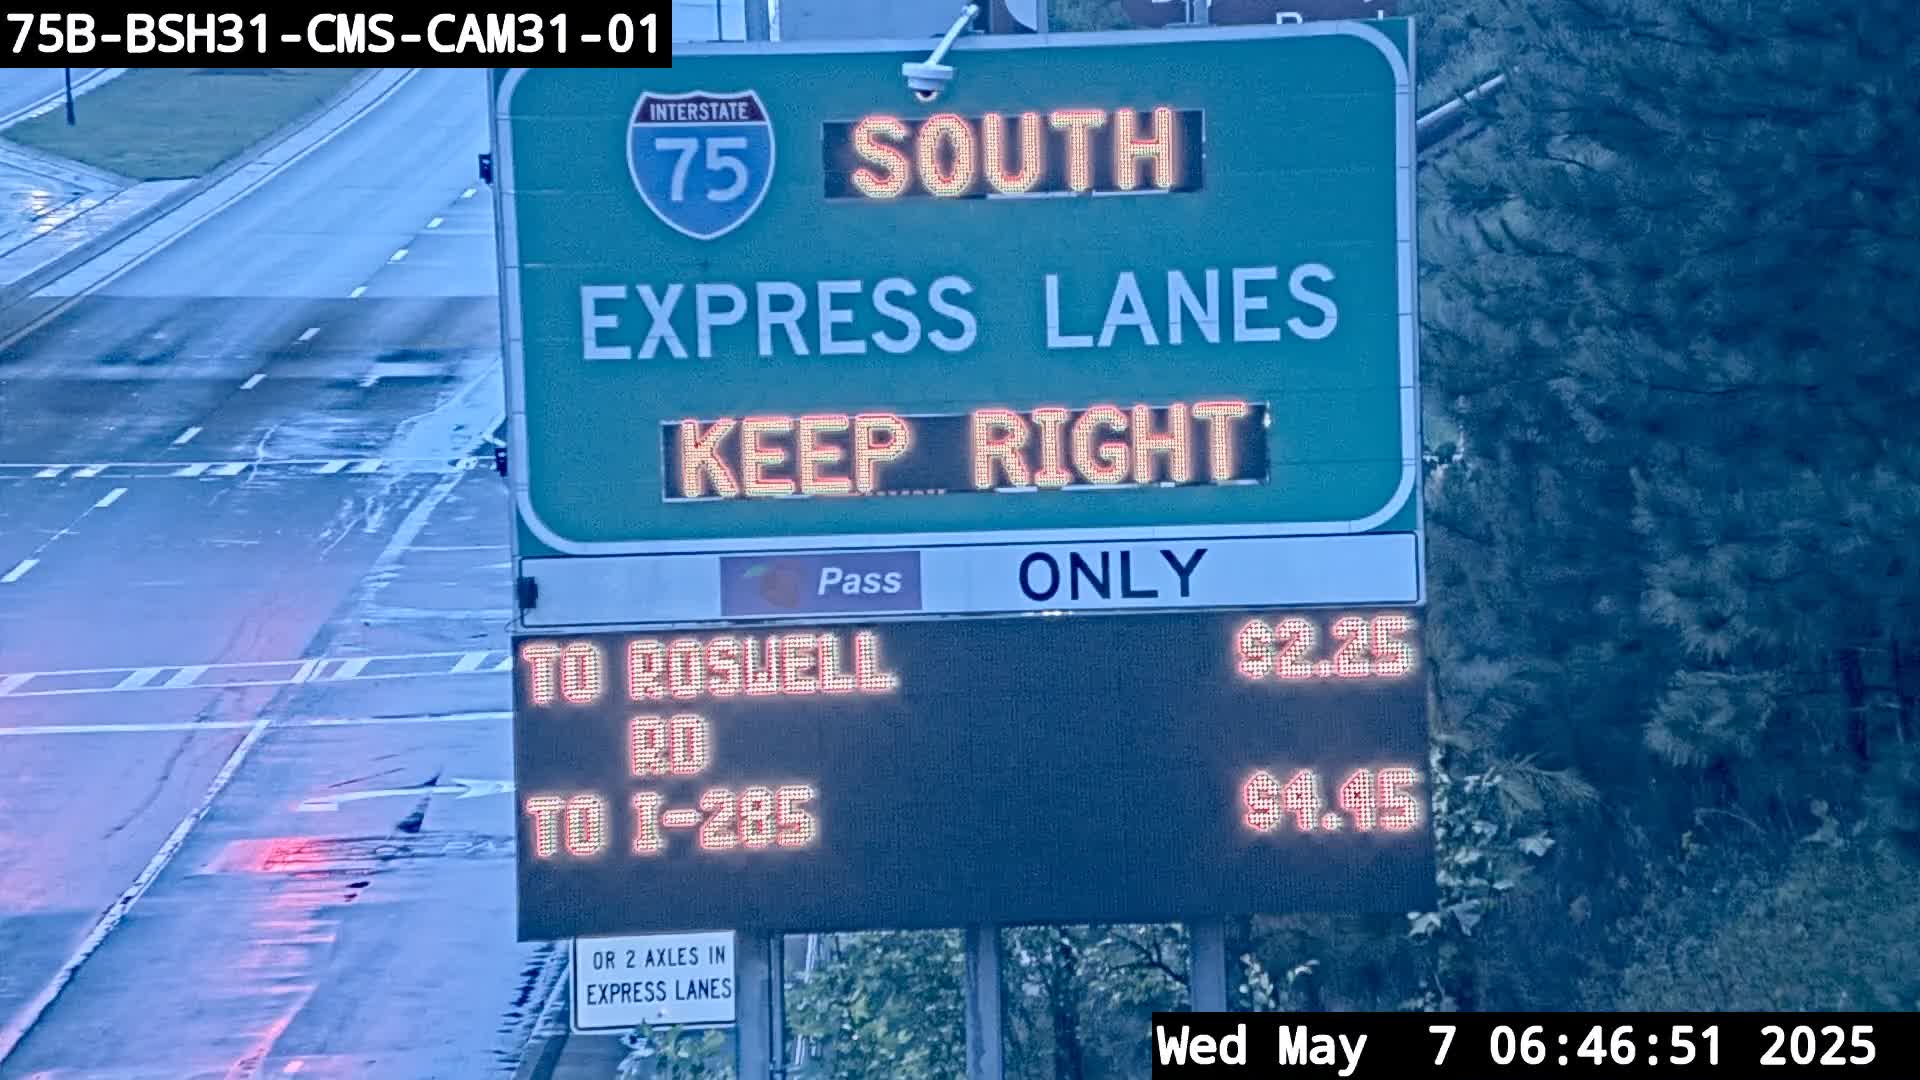 75B-BSH31-CMS-CAM31-01
INTERSTATE
75
SOUTH
EXPRESS LANES
KEEP RIGHT
Pass ONLY
TO ROSWELL $2.25
RD
TO I-285 $4.45
OR 2 AXLES IN
EXPRESS LANES
Wed May 7 06:46:51 2025